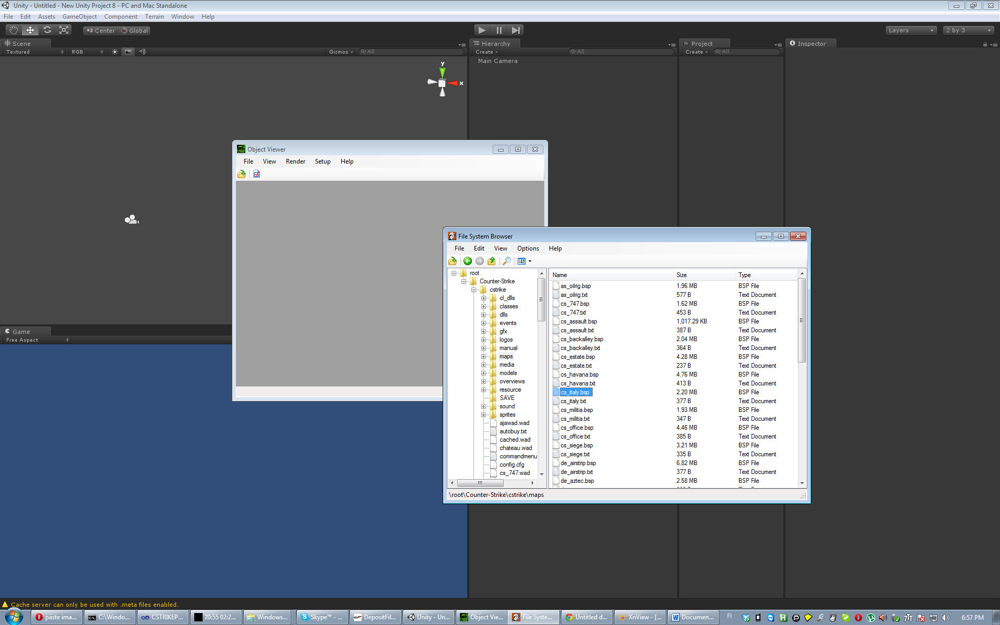 Unity - Untitled - New Unity Project 8 - PC and Mac Standalone
File Edit Assets GameObject Component Terrain Window Help
Center Global
Layers
2 by 3
Scene
Textured RGB Gizmos All
y
x
Hierarchy
Create All
Main Camera
Project
Create All
Inspector
Object Viewer
File View Render Setup Help
File System Browser
File Edit View Options Help
root
Counter-Strike
cstrike
cl_dlls
classes
dlls
events
gfx
logos
manual
maps
media
models
overviews
resource
SAVE
sound
sprites
ajawad.wad
autobuy.txt
cached.wad
chateau.wad
commandmenu
config.cfg
cs_747.wad
Name Size Type
as_oilrig.bsp 1.96 MB BSP File
as_oilrig.txt 577 B Text Document
cs_747.bsp 1.62 MB BSP File
cs_747.txt 453 B Text Document
cs_assault.bsp 1,017.29 KB BSP File
cs_assault.txt 387 B Text Document
cs_backalley.bsp 2.04 MB BSP File
cs_backalley.txt 364 B Text Document
cs_estate.bsp 4.28 MB BSP File
cs_estate.txt 237 B Text Document
cs_havana.bsp 4.76 MB BSP File
cs_havana.txt 413 B Text Document
cs_italy.bsp 2.20 MB BSP File
cs_italy.txt 377 B Text Document
cs_militia.bsp 1.93 MB BSP File
cs_militia.txt 347 B Text Document
cs_office.bsp 4.46 MB BSP File
cs_office.txt 385 B Text Document
cs_siege.bsp 3.21 MB BSP File
cs_siege.txt 335 B Text Document
de_airstrip.bsp 6.82 MB BSP File
de_airstrip.txt 377 B Text Document
de_aztec.bsp 2.58 MB BSP File
\root\Counter-Strike\cstrike\maps
Game
Free Aspect
Cache server can only be used with .meta files enabled.
paste ima... C:\Windo... CSTRIKEP... 20:55 02:2... Windows... Skype™ - ... DepositFil... Unity - Un... Object Vie... File Syste... Untitled d... XnView - [... Documen... FI 6:57 PM